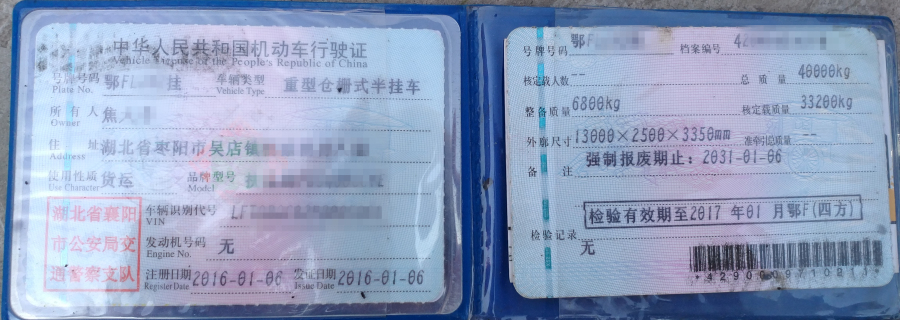 中华人民共和国机动车行驶证
Vehicle License of the People's Republic of China
号牌号码 鄂F 挂 车辆类型 重型仓栅式半挂车
Plate No. Vehicle Type
所有人 焦
Owner
住址 湖北省枣阳市吴店镇
Address
使用性质 货运 品牌型号
Use Character Model
湖北省襄阳
市公安局交
通警察支队
车辆识别代号 LF
VIN
发动机号码 无
Engine No.
注册日期 2016-01-06 发证日期 2016-01-06
Register Date Issue Date
号牌号码 鄂F 档案编号 42
核定载人数 -- 总质量 40000kg
整备质量 6800kg 核定载质量 33200kg
外廓尺寸 13000×2500×3350mm 准牵引总质量 --
强制报废期止：2031-01-06
备注
检验有效期至2017年01月鄂F(四方)
检验记录
无
*4290009710211*